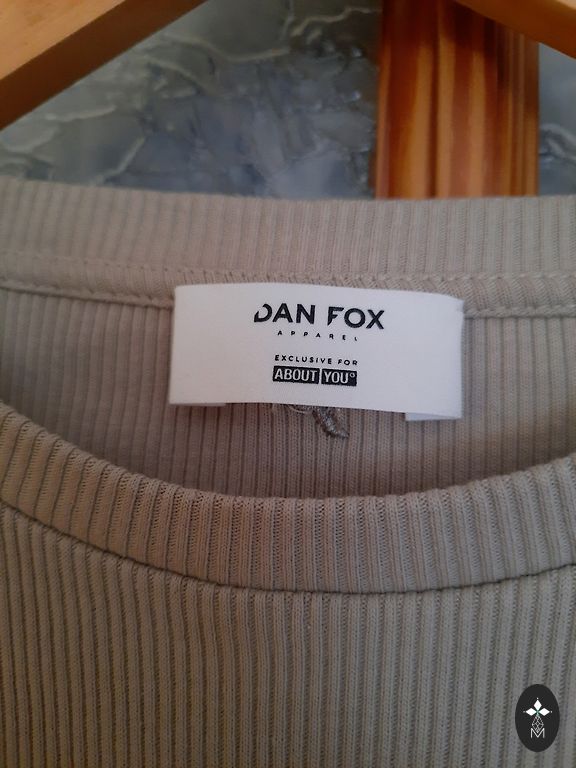 DAN FOX
APPAREL
EXCLUSIVE FOR
ABOUT YOU°
M